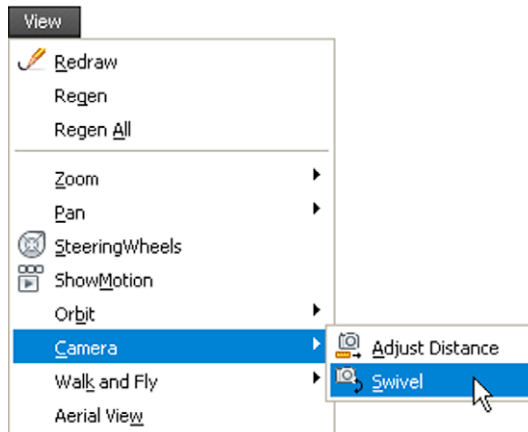 View
Redraw
Regen
Regen All
Zoom
Pan
SteeringWheels
ShowMotion
Orbit
Camera
Adjust Distance
Walk and Fly
Swivel
Aerial View